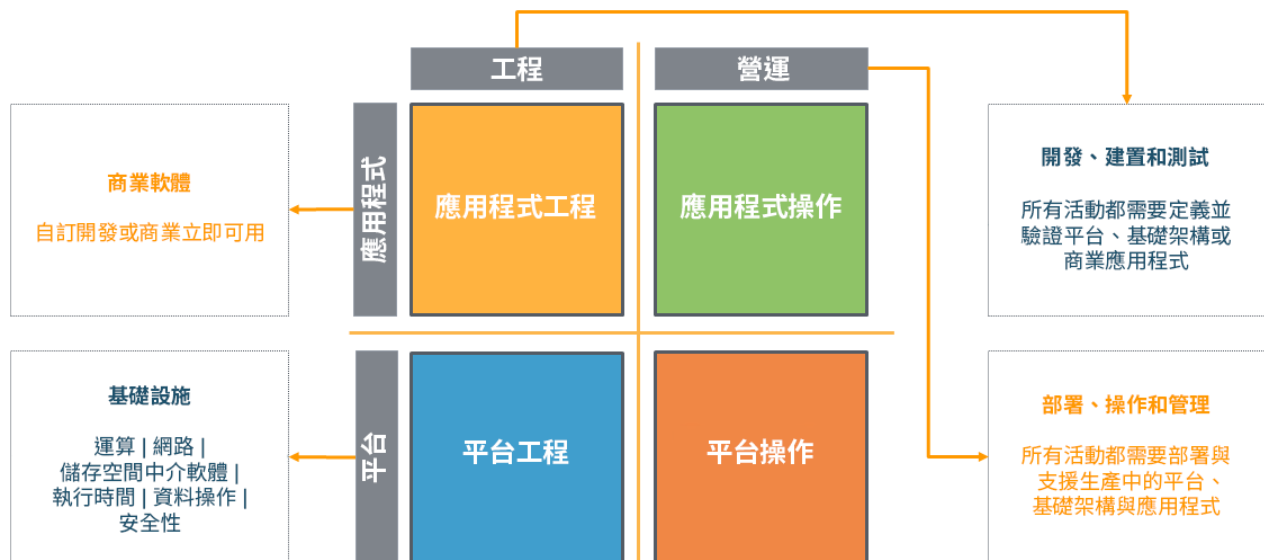 工程
營運
商業軟體
自訂開發或商業立即可用
應用程式
應用程式工程
應用程式操作
開發、建置和測試
所有活動都需要定義並
驗證平台、基礎架構或
商業應用程式
基礎設施
運算 | 網路 |
儲存空間中介軟體 |
執行時間 | 資料操作 |
安全性
平台
平台工程
平台操作
部署、操作和管理
所有活動都需要部署與
支援生產中的平台、
基礎架構與應用程式